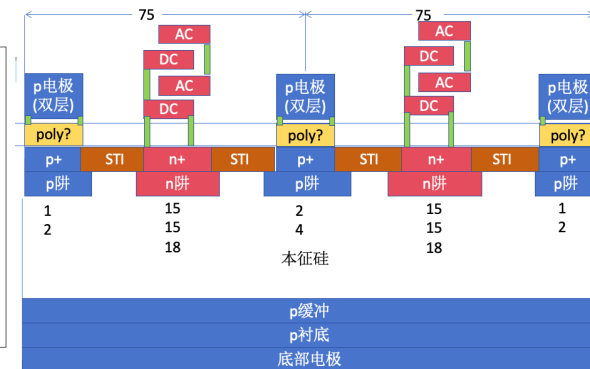 75
75
AC
AC
DC
DC
p电极
(双层)
AC
p电极
(双层)
AC
p电极
(双层)
DC
DC
poly?
poly?
poly?
p+
STI
n+
STI
p+
STI
n+
STI
p+
p阱
n阱
p阱
n阱
p阱
1
15
2
15
1
2
15
4
15
2
18
18
本征硅
p缓冲
p衬底
底部电极